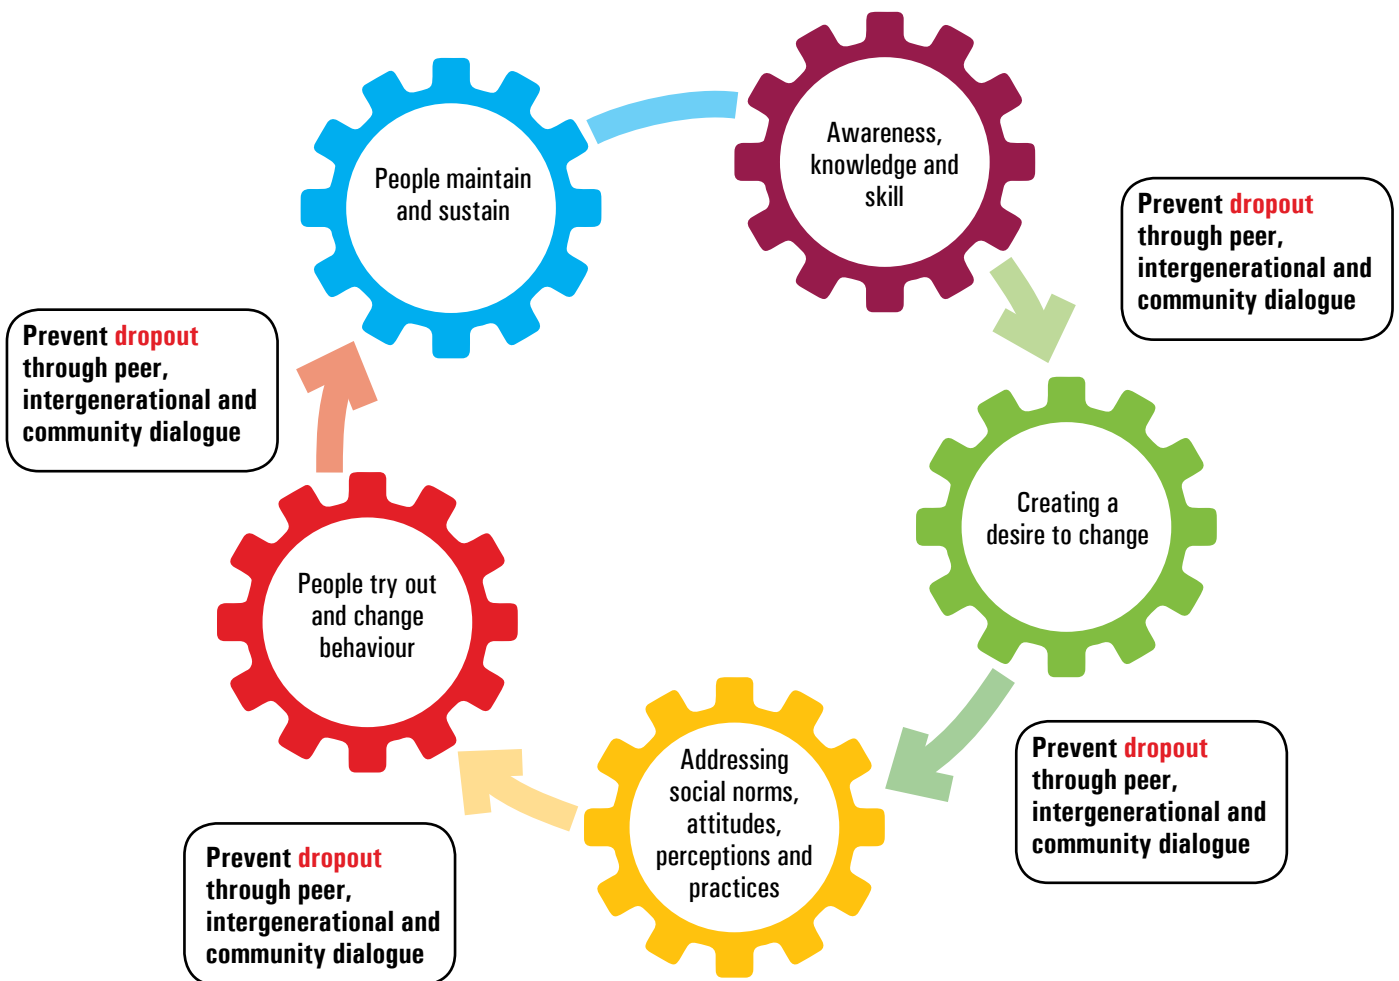 Awareness,
knowledge and
skill
Prevent dropout
through peer,
intergenerational and
community dialogue
Creating a
desire to change
Prevent dropout
through peer,
intergenerational and
community dialogue
Addressing
social norms,
attitudes,
perceptions and
practices
Prevent dropout
through peer,
intergenerational and
community dialogue
People try out
and change
behaviour
Prevent dropout
through peer,
intergenerational and
community dialogue
People maintain
and sustain